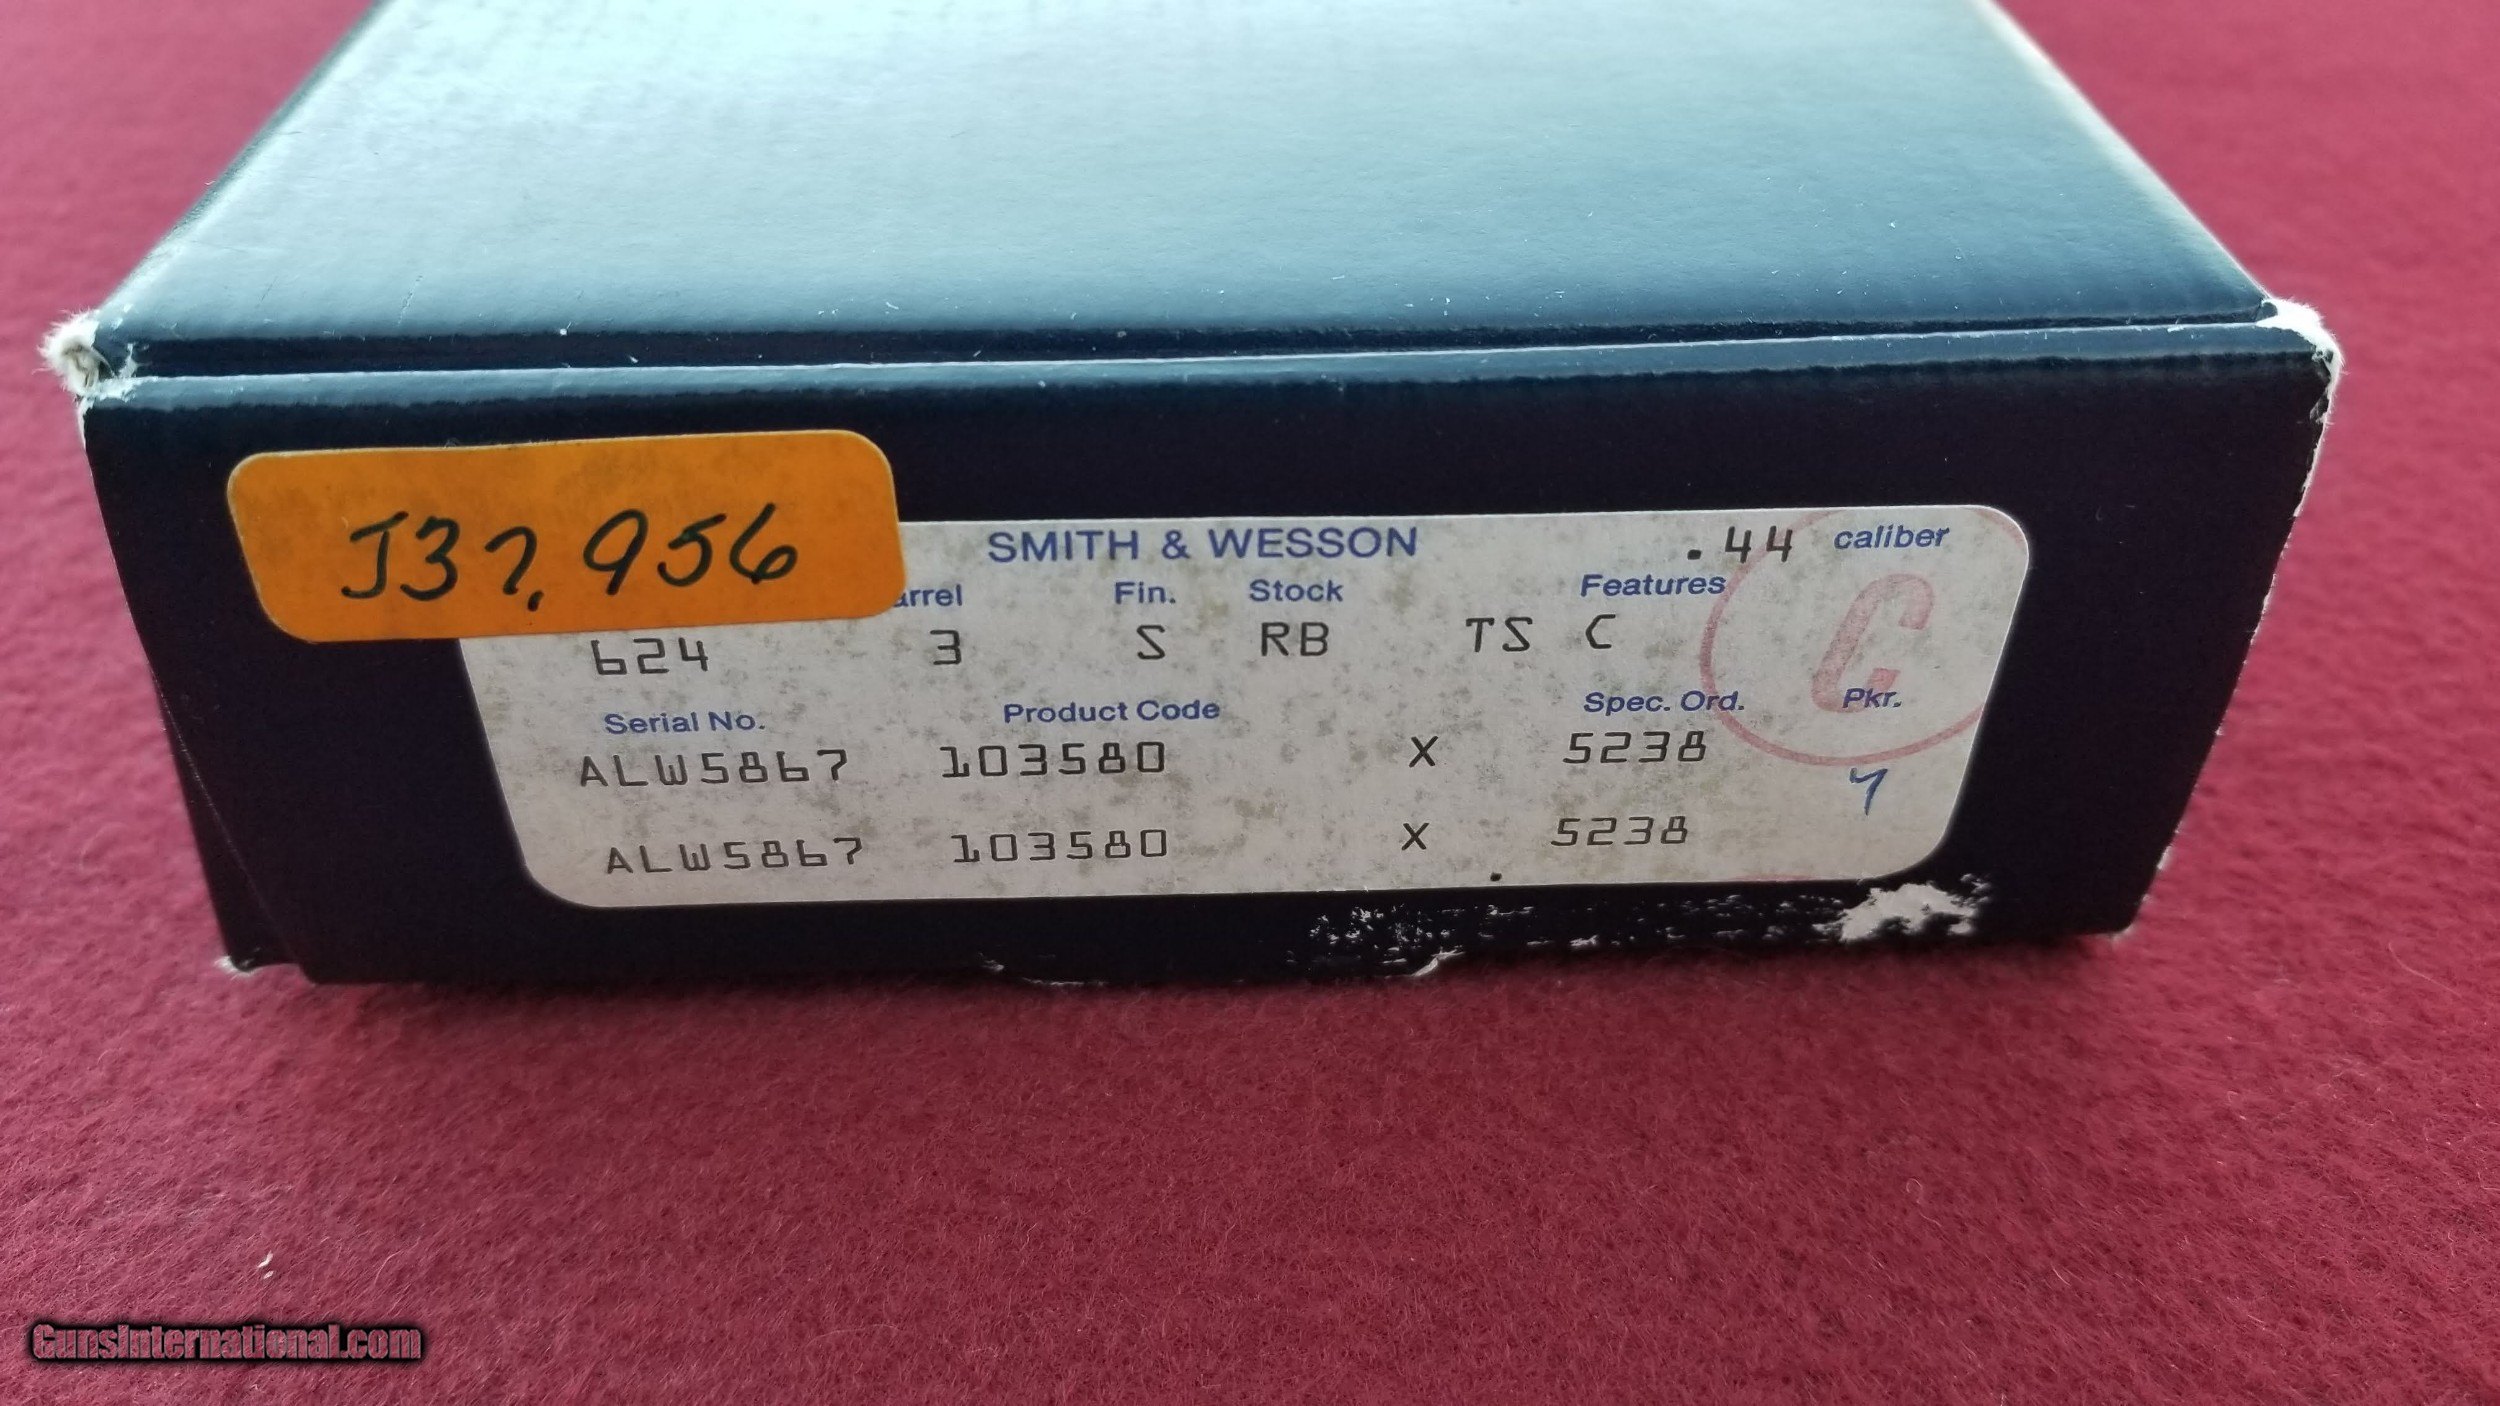 J37,956
SMITH & WESSON .44 caliber
arrel Fin. Stock Features
624 3 S RB TS C
C
Serial No. Product Code Spec. Ord. Pkr.
ALW5867 103580 X 5238
7
ALW5867 103580 X 5238
GunsInternational.com